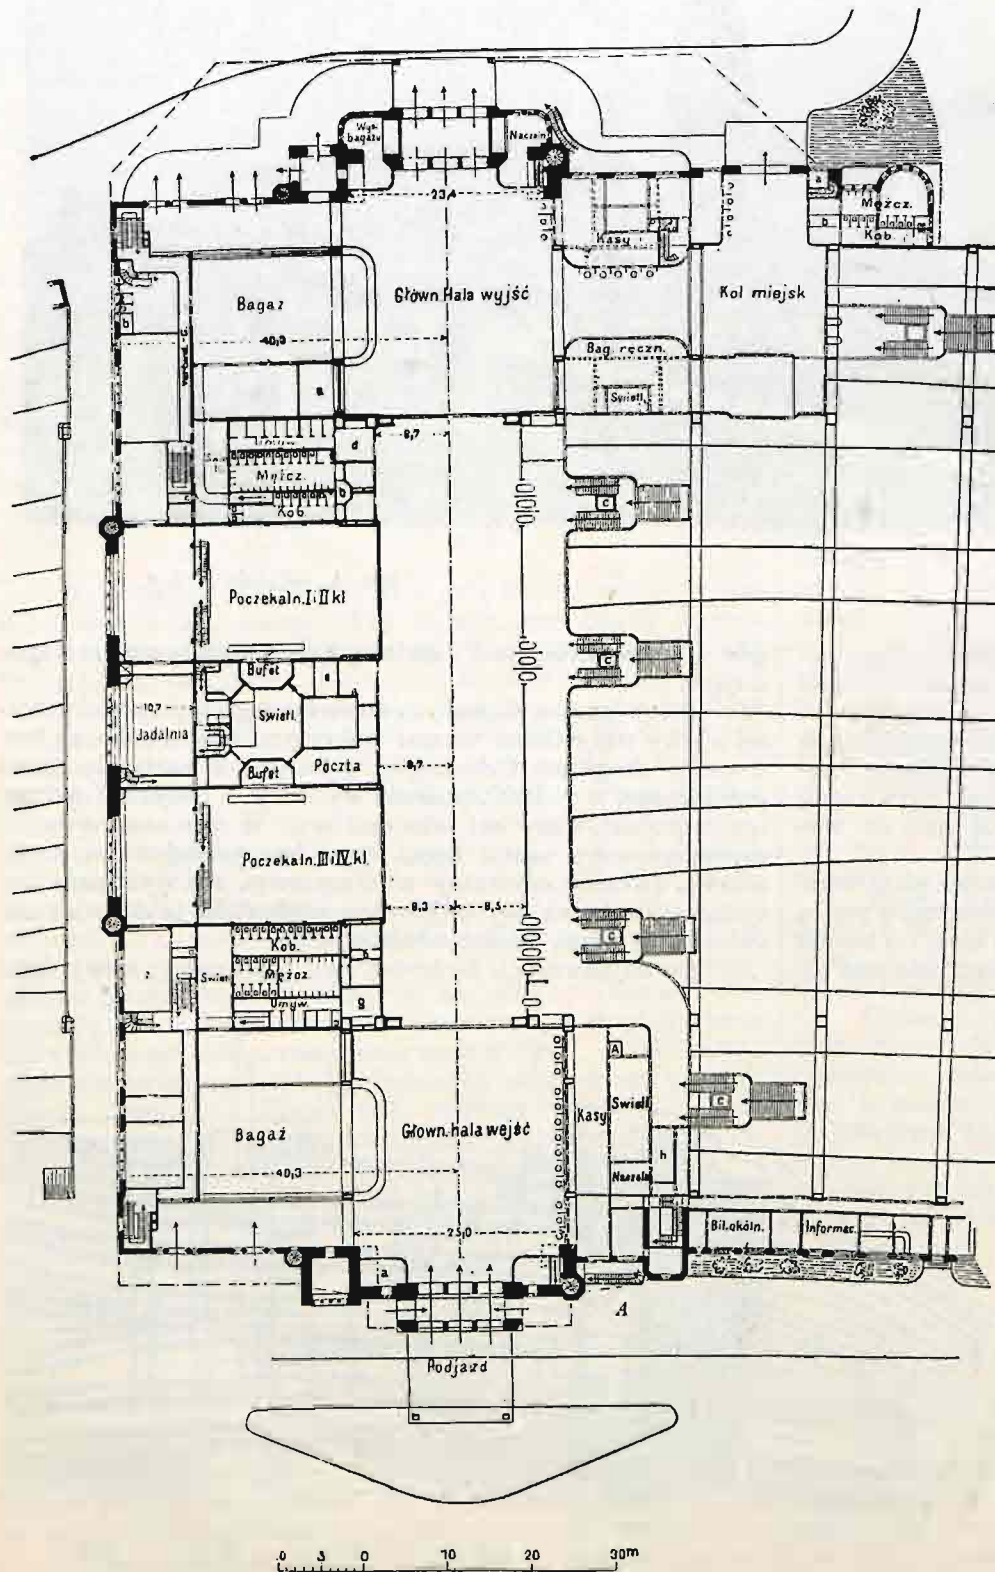 Wyd. bagażu
Naczeln.
23,4
Mężcz.
b
Kob.
Kasy
Bagaż
Główn. Hala wyjść
Kol miejsk
b
40,3
Bag. ręczn.
Świetl.
a
8,7
Umyw.
d
Mężcz.
b
c
Kob.
Poczekaln. I i II kl
c
Bufet
e
10,7
Świetl.
Jadalnia
Bufet
Poczta
8,7
Poczekaln. III i IV kl.
8,3
8,5
c
Kob.
Świetl.
Mężcz.
Umyw.
g
A
Kasy
Świetl.
c
Bagaż
Głown. hala wejść
h
40,3
Naczeln
25,0
Bil. okóln.
Informac.
a
A
Podjazd
.0 5 0 10 20 30m